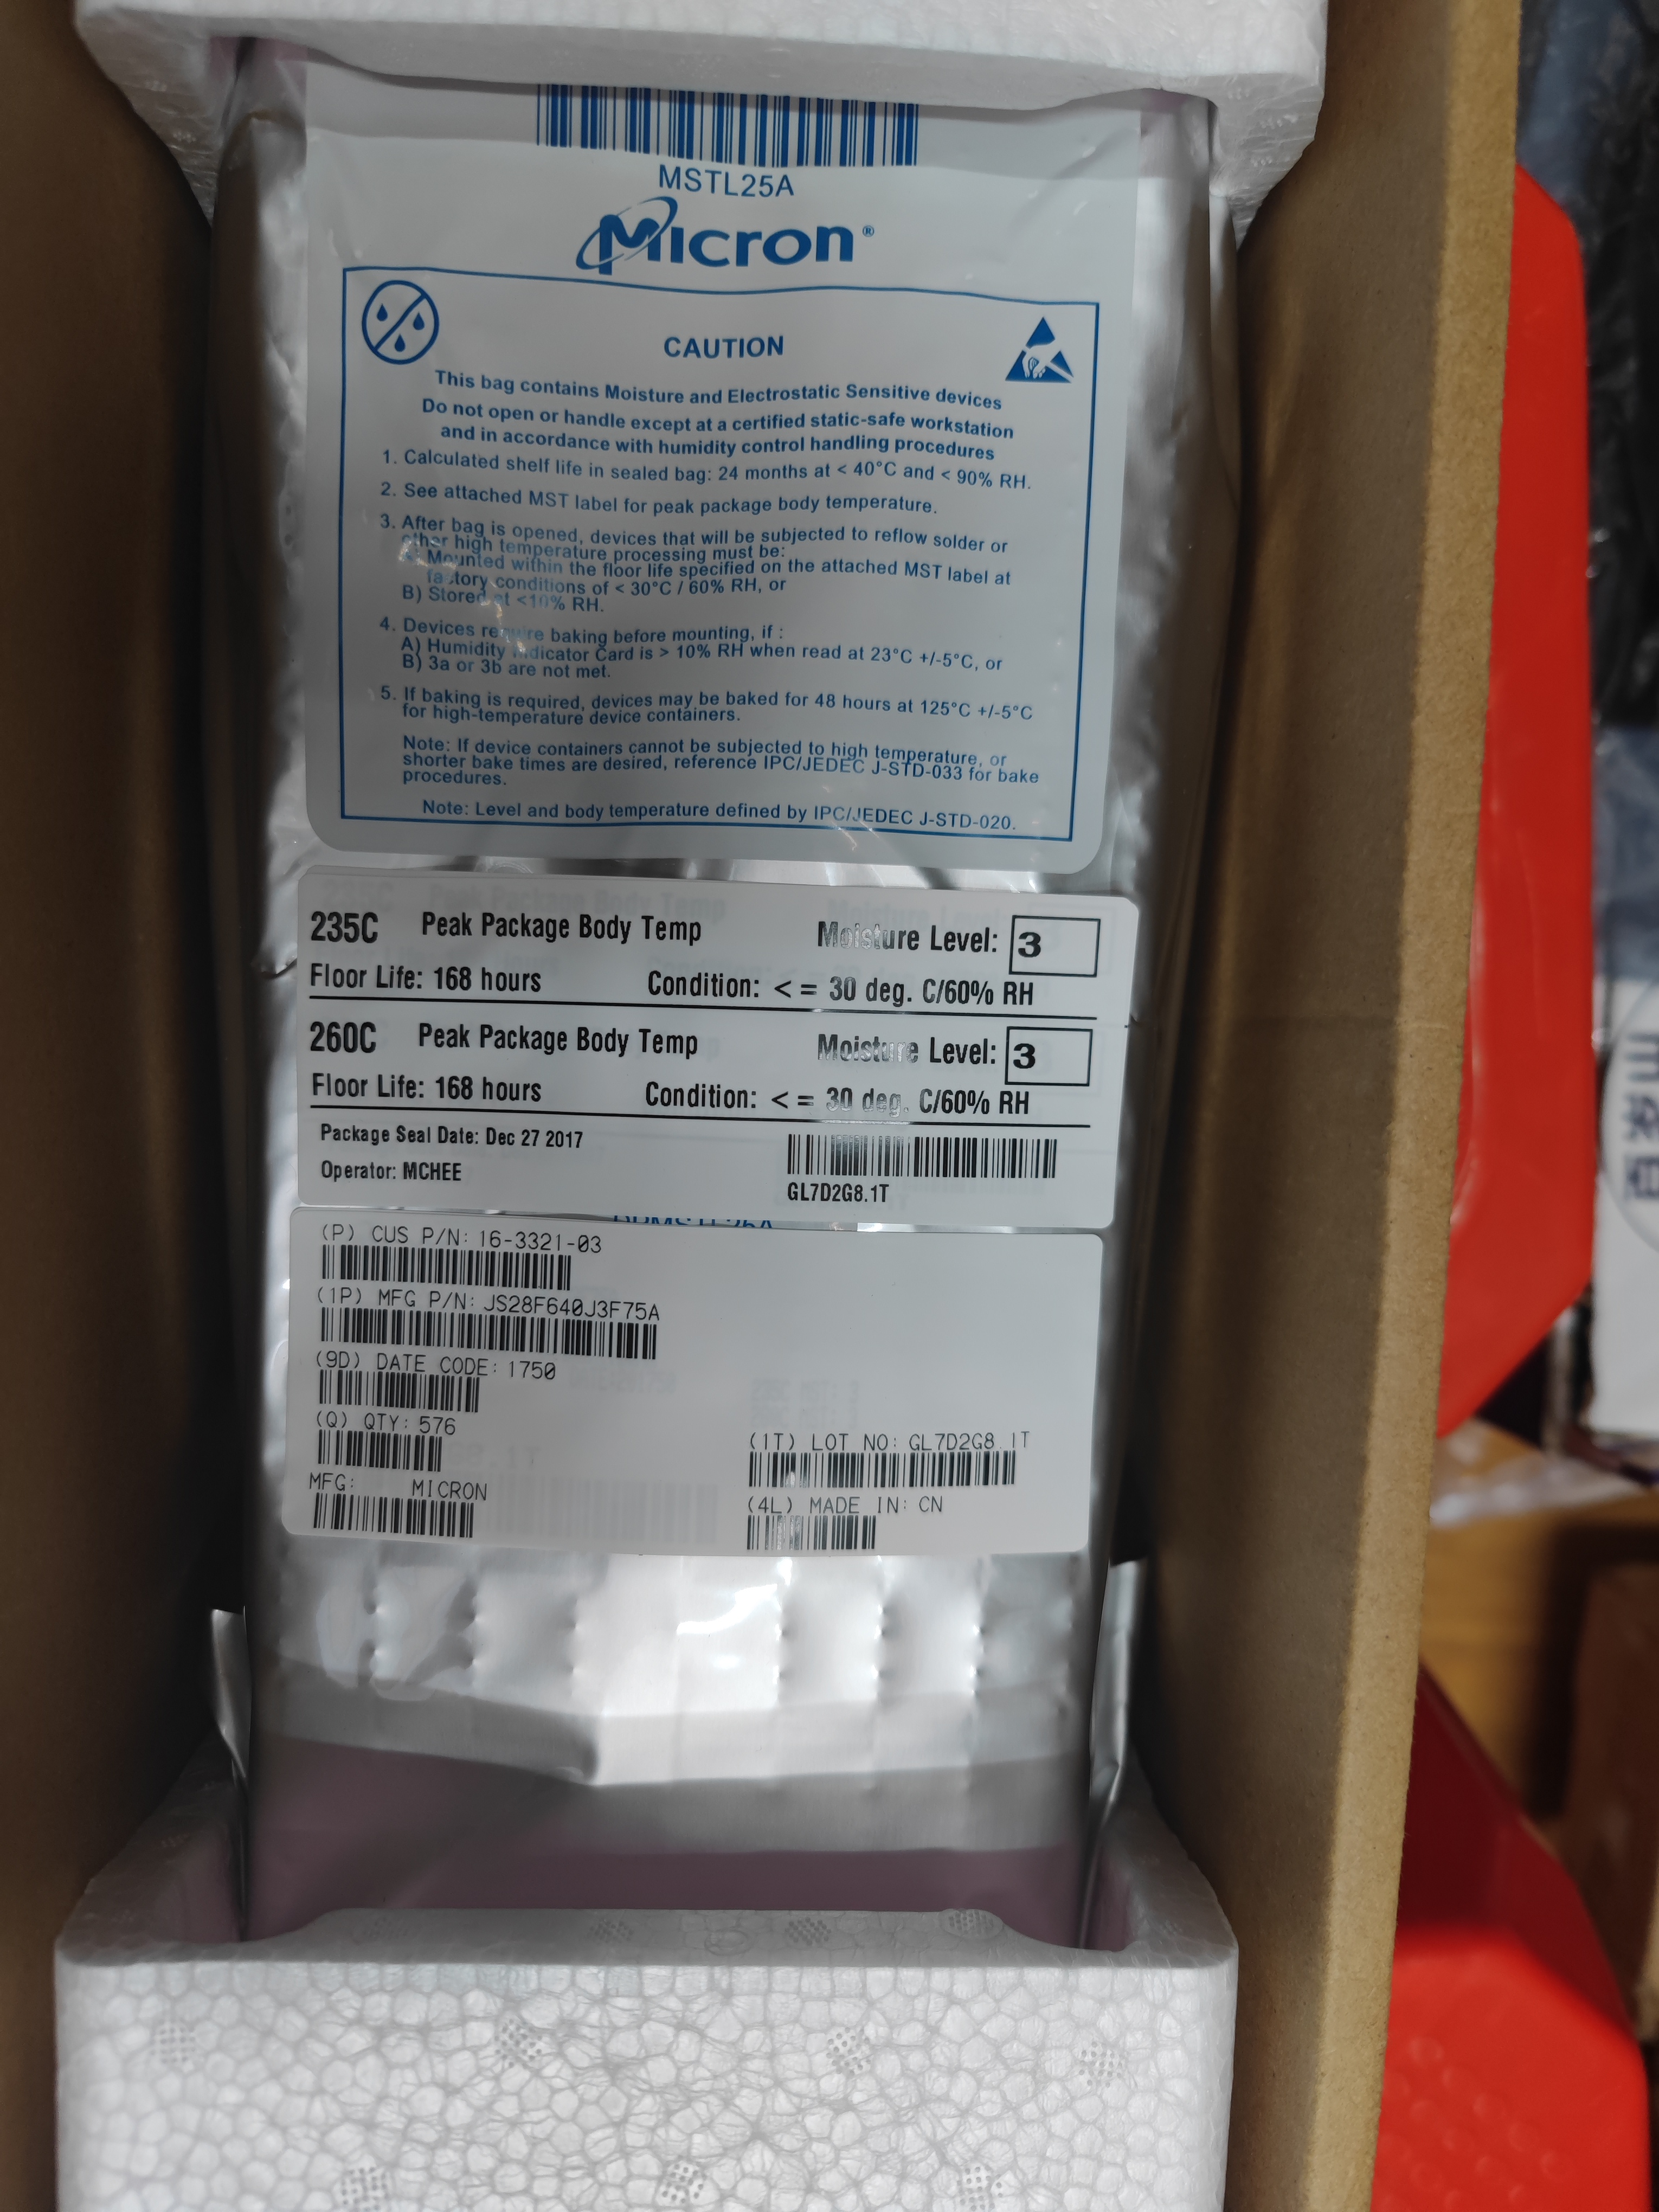 MSTL25A
Micron®
CAUTION
This bag contains Moisture and Electrostatic Sensitive devices
Do not open or handle except at a certified static-safe workstation
and in accordance with humidity control handling procedures
1. Calculated shelf life in sealed bag: 24 months at < 40°C and < 90% RH.
2. See attached MST label for peak package body temperature.
3. After bag is opened, devices that will be subjected to reflow solder or
other high temperature processing must be:
A) Mounted within the floor life specified on the attached MST label at
factory conditions of < 30°C / 60% RH, or
B) Stored at <10% RH.
4. Devices require baking before mounting, if :
A) Humidity Indicator Card is > 10% RH when read at 23°C +/-5°C, or
B) 3a or 3b are not met.
5. If baking is required, devices may be baked for 48 hours at 125°C +/-5°C
for high-temperature device containers.
Note: If device containers cannot be subjected to high temperature, or
shorter bake times are desired, reference IPC/JEDEC J-STD-033 for bake
procedures.
Note: Level and body temperature defined by IPC/JEDEC J-STD-020.
235C Peak Package Body Temp Moisture Level: 3
Floor Life: 168 hours Condition: < = 30 deg. C/60% RH
260C Peak Package Body Temp Moisture Level: 3
Floor Life: 168 hours Condition: < = 30 deg. C/60% RH
Package Seal Date: Dec 27 2017
Operator: MCHEE
GL7D2G8.1T
(P) CUS P/N: 16-3321-03
(1P) MFG P/N: JS28F640J3F75A
(9D) DATE CODE: 1750
(Q) QTY: 576
(1T) LOT NO: GL7D2G8.1T
MFG: MICRON
(4L) MADE IN: CN